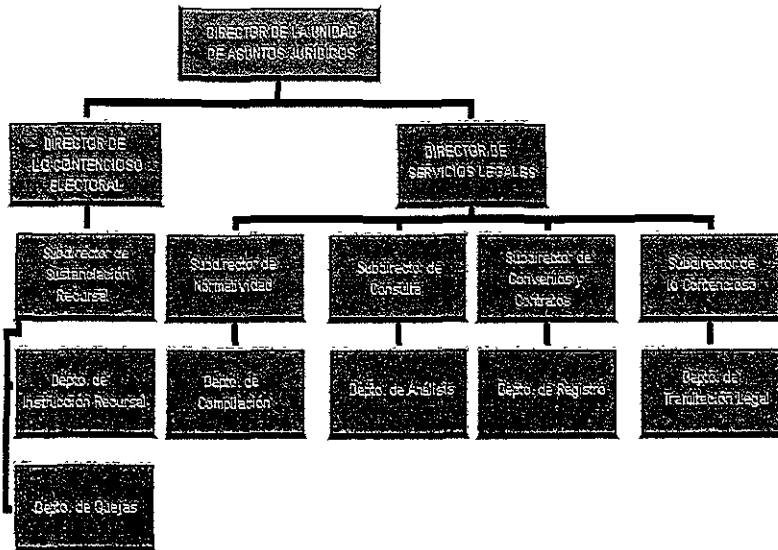 DIRECTOR DE LA UNIDAD
DE ASUNTOS JURIDICOS
DIRECTOR DE
LO CONTENCIOSO
ELECTORAL
DIRECTOR DE
SERVICIOS LEGALES
Subdirector de
Sustanciación
Recursal
Subdirector de
Normatividad
Subdirector de
Consulta
Subdirector de
Convenios y
Contratos
Subdirector de
lo Contencioso
Depto. de
Instrucción Recursal
Depto. de
Compilación
Depto. de Análisis
Depto. de Registro
Depto. de
Tramitación Legal
Depto. de Quejas